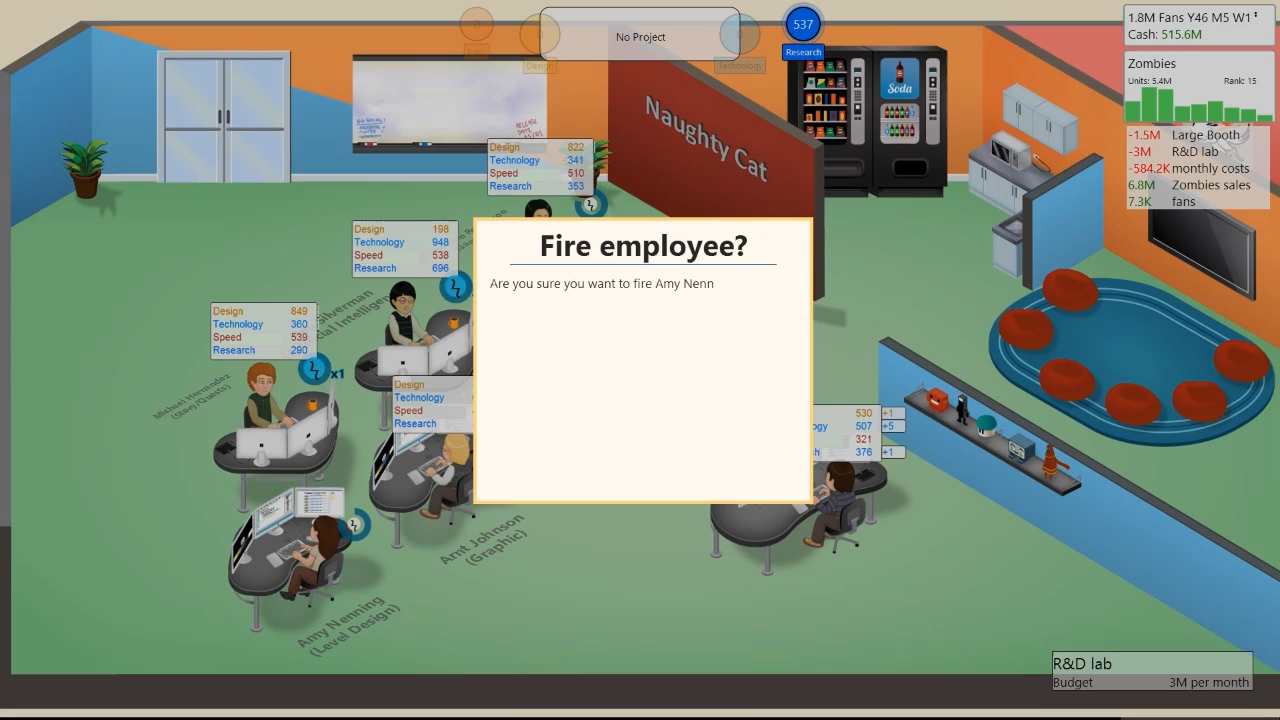 No Project
537
Research
Design
Technology
1.8M Fans Y46 M5 W1
Cash: 515.6M
Zombies
Units: 5.4M
Rank 15
-1.5M Large Booth
-3M R&D lab
-584.2K monthly costs
6.8M Zombies sales
7.3K fans
Soda
Naughty Cat
RELEASE
DATE
Design 822
Technology 341
Speed 510
Research 353
Design 198
Technology 948
Speed 538
Research 696
Design 849
Technology 360
Speed 539
Research 290
x1
Michael Hernandez
(Story/Quests)
Design
Technology
Speed
Research
530 +1
ogy 507 +5
321
h 376 +1
Fire employee?
Are you sure you want to fire Amy Nenn
Arnt Johnson
(Graphic)
Amy Nenning
(Level Design)
R&D lab
Budget 3M per month